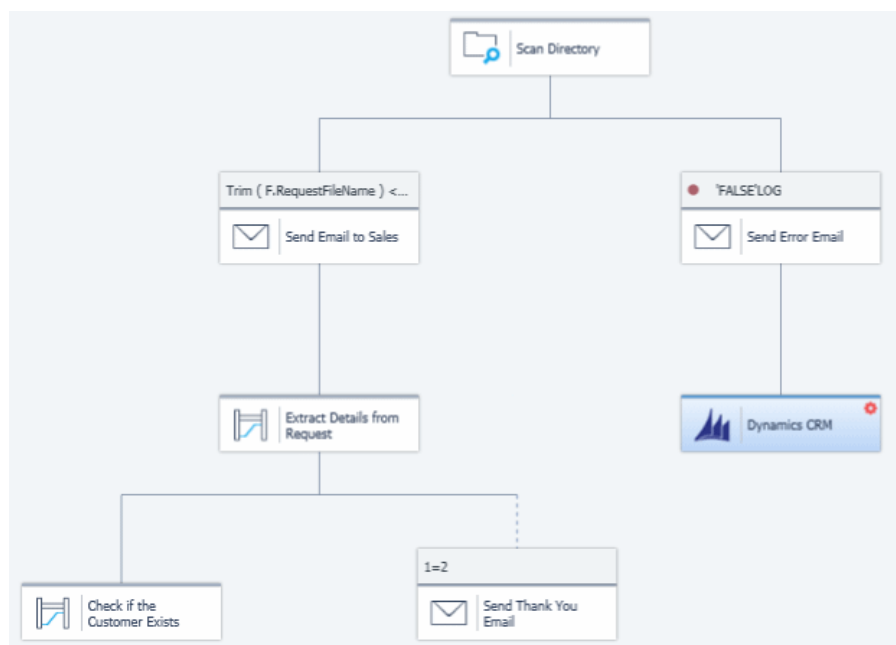 Scan Directory
Trim ( F.RequestFileName ) <...
'FALSE'LOG
Send Email to Sales
Send Error Email
Extract Details from
Request
Dynamics CRM
1=2
Check if the
Customer Exists
Send Thank You
Email